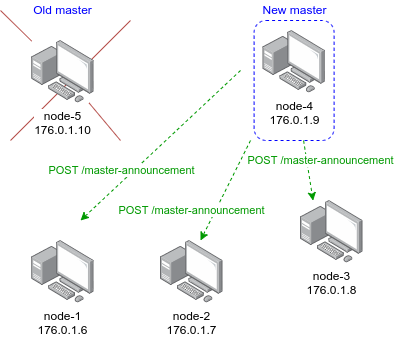 Old master
New master
node-5
176.0.1.10
node-4
176.0.1.9
POST /master-announcement
POST /master-announcement
POST /master-announcement
node-1
176.0.1.6
node-2
176.0.1.7
node-3
176.0.1.8